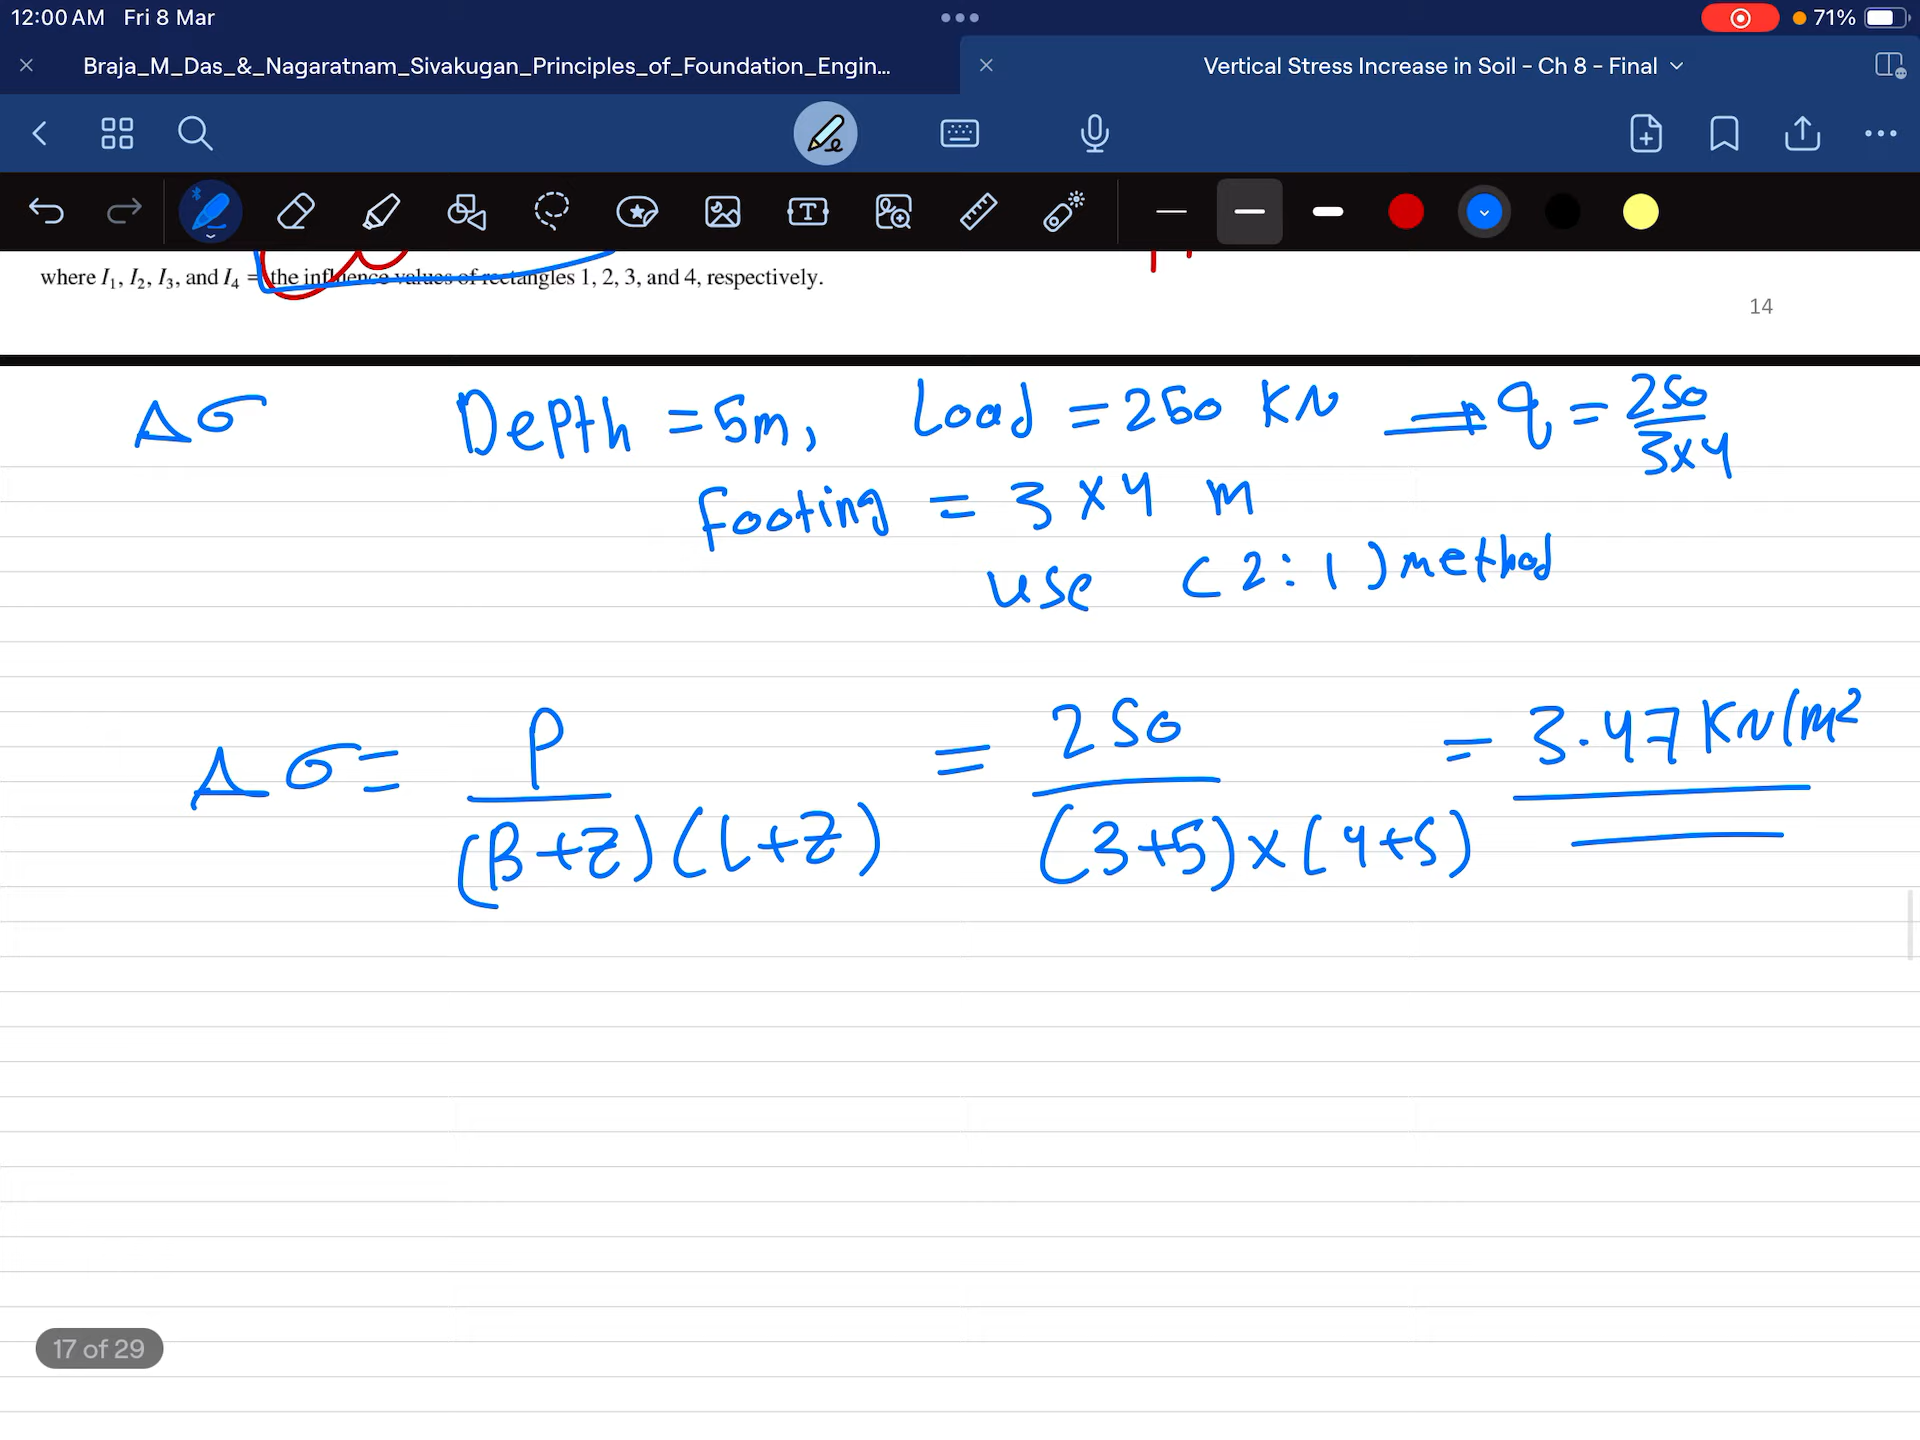 12:00 AM Fri 8 Mar
71%
Braja_M_Das_&_Nagaratnam_Sivakugan_Principles_of_Foundation_Engin...
Vertical Stress Increase in Soil - Ch 8 - Final
where I₁, I₂, I₃, and I₄ = the influence values of rectangles 1, 2, 3, and 4, respectively.
14
Δσ Depth = 5m, Load = 250 KN ⟹ q = 250 / 3×4
footing = 3 × 4 m
use (2:1) method
Δσ = P / (B+Z)(L+Z) = 250 / (3+5)×(4+5) = 3.47 KN/m²
17 of 29